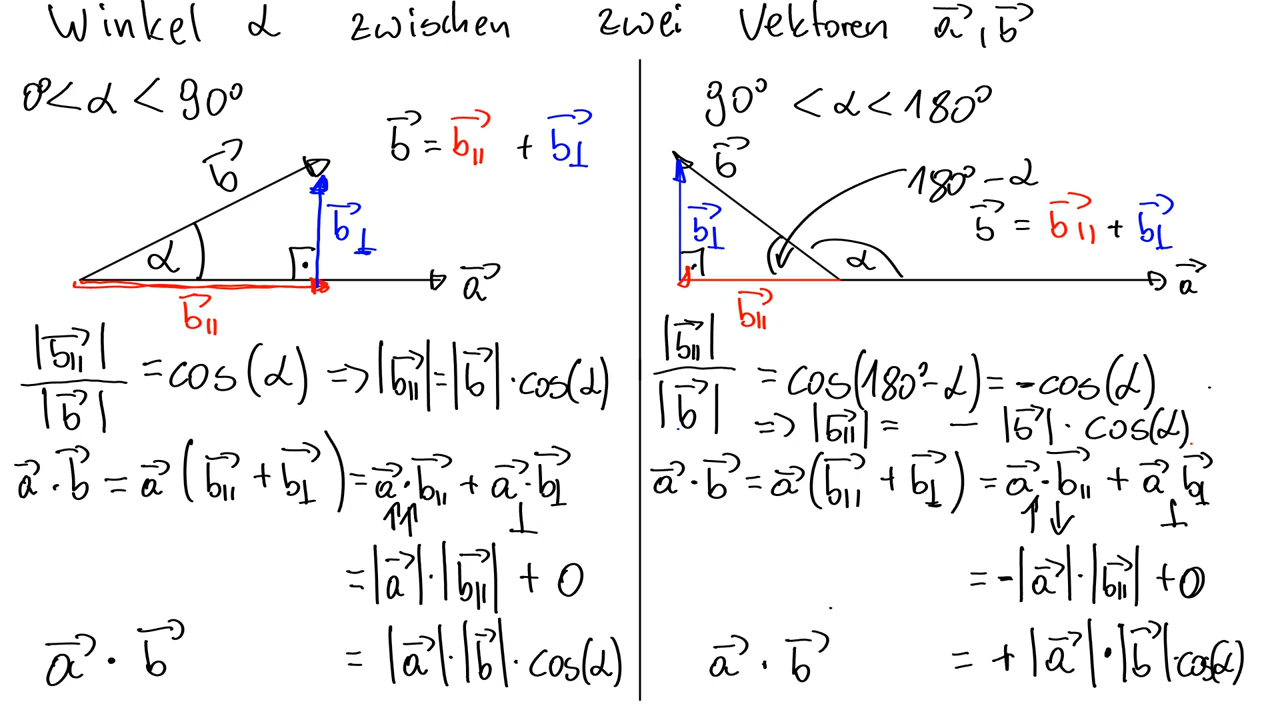 Winkel α zwischen zwei Vektoren a⃗, b⃗
0°<α<90°
b⃗ = b⃗∥ + b⃗⊥
b⃗
b⃗⊥
α
a⃗
b⃗∥
|b⃗∥|/|b⃗| = cos(α) => |b⃗∥| = |b⃗| · cos(α)
a⃗ · b⃗ = a⃗ (b⃗∥ + b⃗⊥) = a⃗ · b⃗∥ + a⃗ · b⃗⊥
↑↑ ⊥
= |a⃗| · |b⃗∥| + 0
a⃗ · b⃗ = |a⃗| · |b⃗| · cos(α)
90° < α < 180°
b⃗
180° - α
b⃗ = b⃗∥ + b⃗⊥
b⃗⊥
α
a⃗
b⃗∥
|b⃗∥|/|b⃗| = cos(180° - α) = -cos(α)
=> |b⃗∥| = - |b⃗| · cos(α)
a⃗ · b⃗ = a⃗ (b⃗∥ + b⃗⊥) = a⃗ · b⃗∥ + a⃗ b⃗⊥
↑↓ ⊥
= -|a⃗| · |b⃗∥| + 0
a⃗ · b⃗ = + |a⃗| · |b⃗| · cos(α)